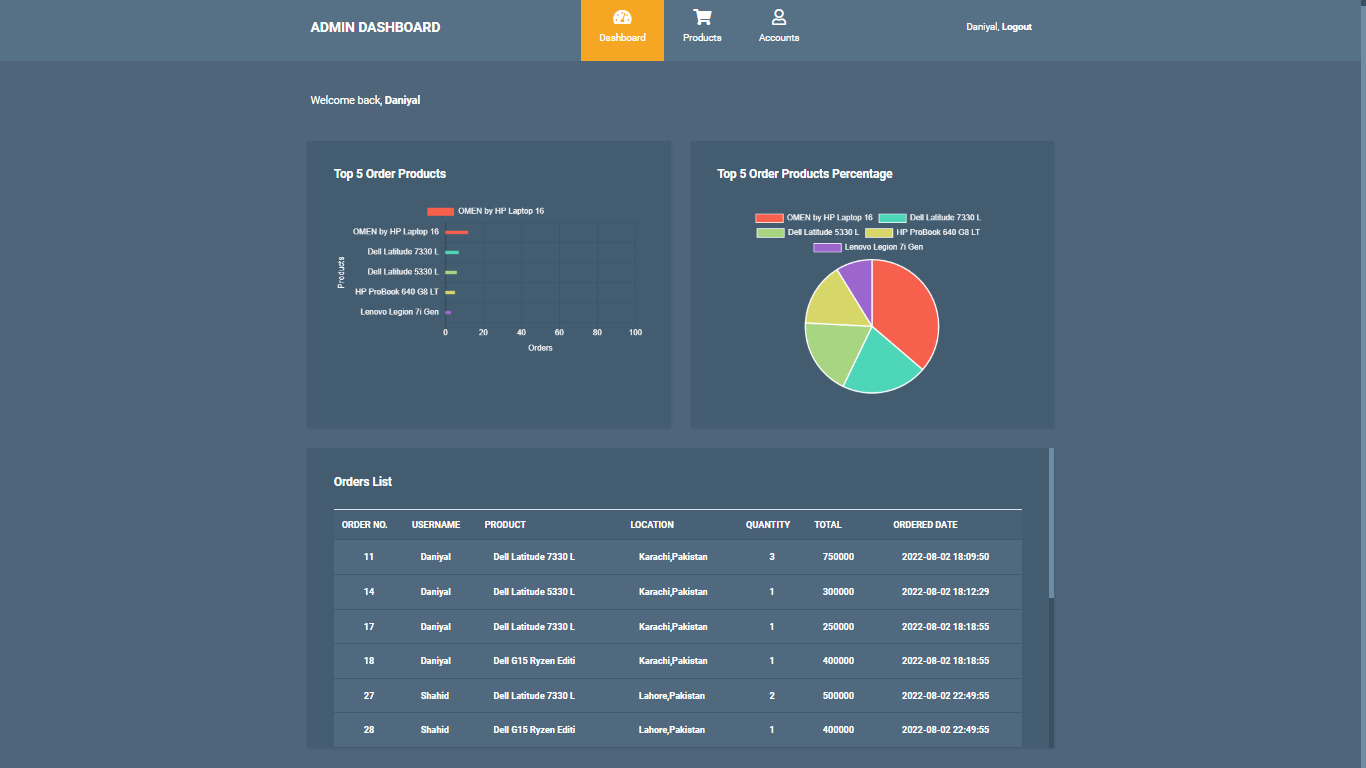 ADMIN DASHBOARD
Dashboard
Products
Accounts
Daniyal, Logout
Welcome back, Daniyal
Top 5 Order Products
OMEN by HP Laptop 16
OMEN by HP Laptop 16
Dell Latitude 7330 L
Dell Latitude 5330 L
HP ProBook 640 G8 LT
Lenovo Legion 7i Gen
Products
0 20 40 60 80 100
Orders
Top 5 Order Products Percentage
OMEN by HP Laptop 16 Dell Latitude 7330 L
Dell Latitude 5330 L HP ProBook 640 G8 LT
Lenovo Legion 7i Gen
Orders List
ORDER NO. USERNAME PRODUCT LOCATION QUANTITY TOTAL ORDERED DATE
11 Daniyal Dell Latitude 7330 L Karachi,Pakistan 3 750000 2022-08-02 18:09:50
14 Daniyal Dell Latitude 5330 L Karachi,Pakistan 1 300000 2022-08-02 18:12:29
17 Daniyal Dell Latitude 7330 L Karachi,Pakistan 1 250000 2022-08-02 18:18:55
18 Daniyal Dell G15 Ryzen Editi Karachi,Pakistan 1 400000 2022-08-02 18:18:55
27 Shahid Dell Latitude 7330 L Lahore,Pakistan 2 500000 2022-08-02 22:49:55
28 Shahid Dell G15 Ryzen Editi Lahore,Pakistan 1 400000 2022-08-02 22:49:55